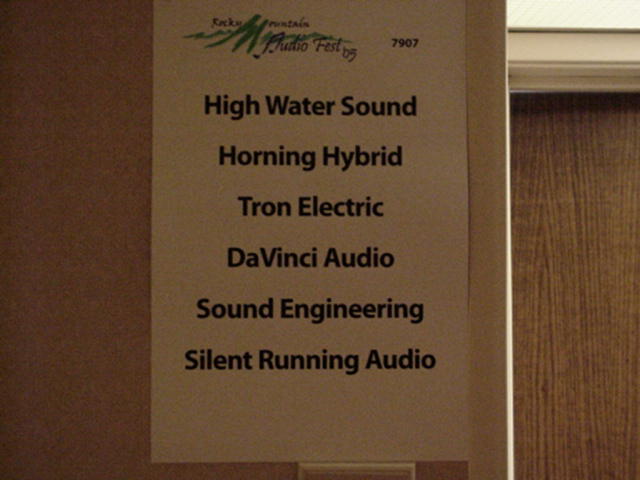 Rocky Mountain
Audio Fest 05
7907
High Water Sound
Horning Hybrid
Tron Electric
DaVinci Audio
Sound Engineering
Silent Running Audio